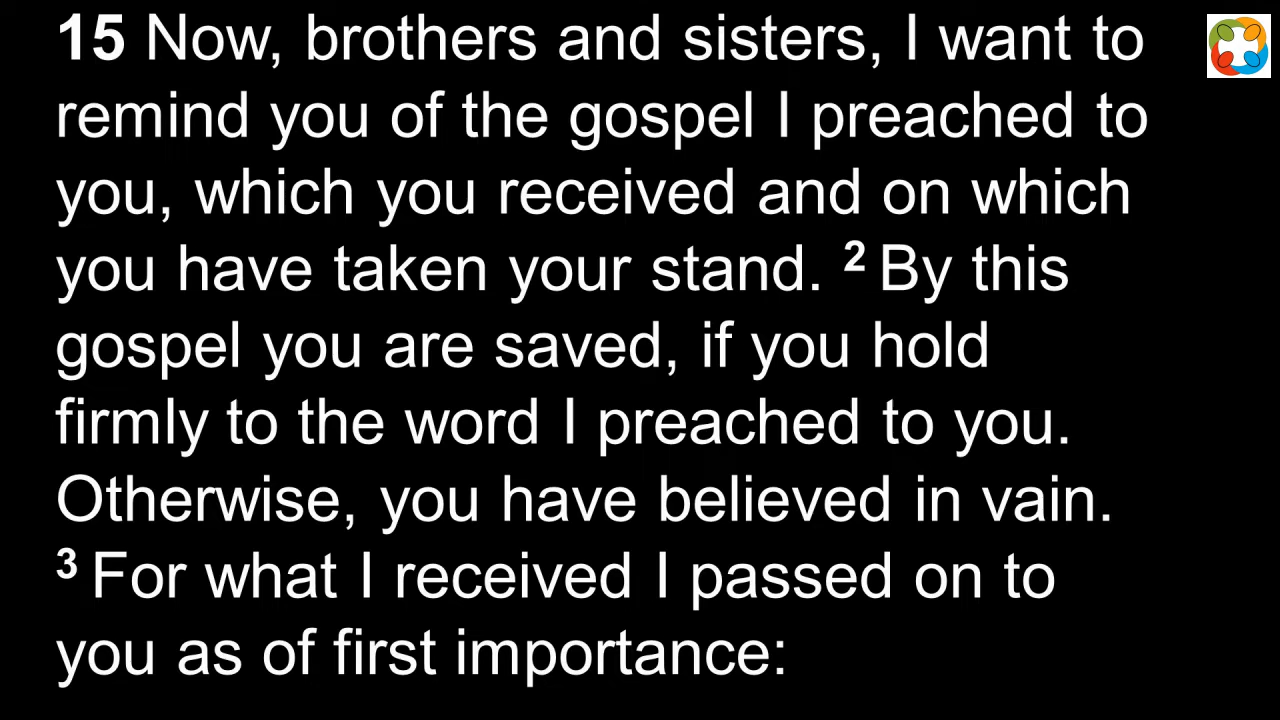 15 Now, brothers and sisters, I want to
remind you of the gospel I preached to
you, which you received and on which
you have taken your stand. 2 By this
gospel you are saved, if you hold
firmly to the word I preached to you.
Otherwise, you have believed in vain.
3 For what I received I passed on to
you as of first importance: